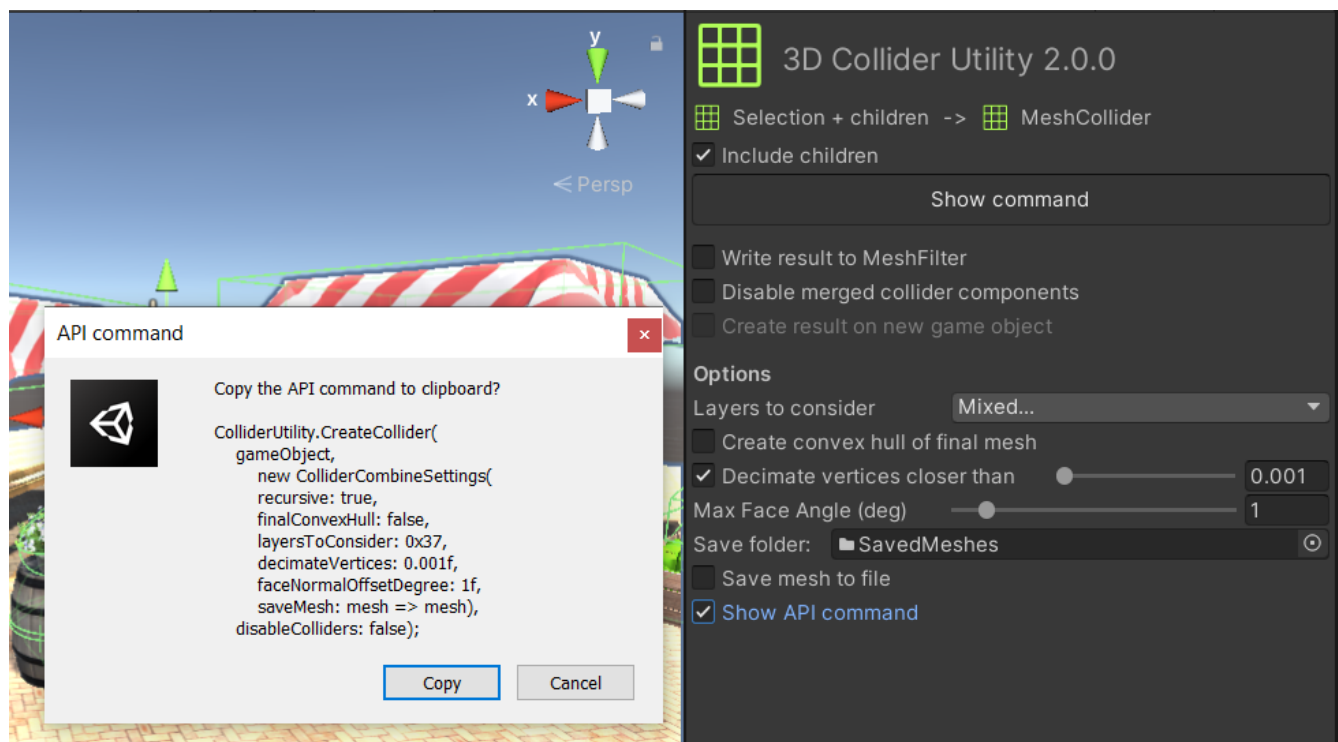 y
x
< Persp
API command
x
Copy the API command to clipboard?
ColliderUtility.CreateCollider(
gameObject,
new ColliderCombineSettings(
recursive: true,
finalConvexHull: false,
layersToConsider: 0x37,
decimateVertices: 0.001f,
faceNormalOffsetDegree: 1f,
saveMesh: mesh => mesh),
disableColliders: false);
Copy Cancel
3D Collider Utility 2.0.0
Selection + children -> MeshCollider
Include children
Show command
Write result to MeshFilter
Disable merged collider components
Create result on new game object
Options
Layers to consider Mixed...
Create convex hull of final mesh
Decimate vertices closer than 0.001
Max Face Angle (deg) 1
Save folder: SavedMeshes
Save mesh to file
Show API command